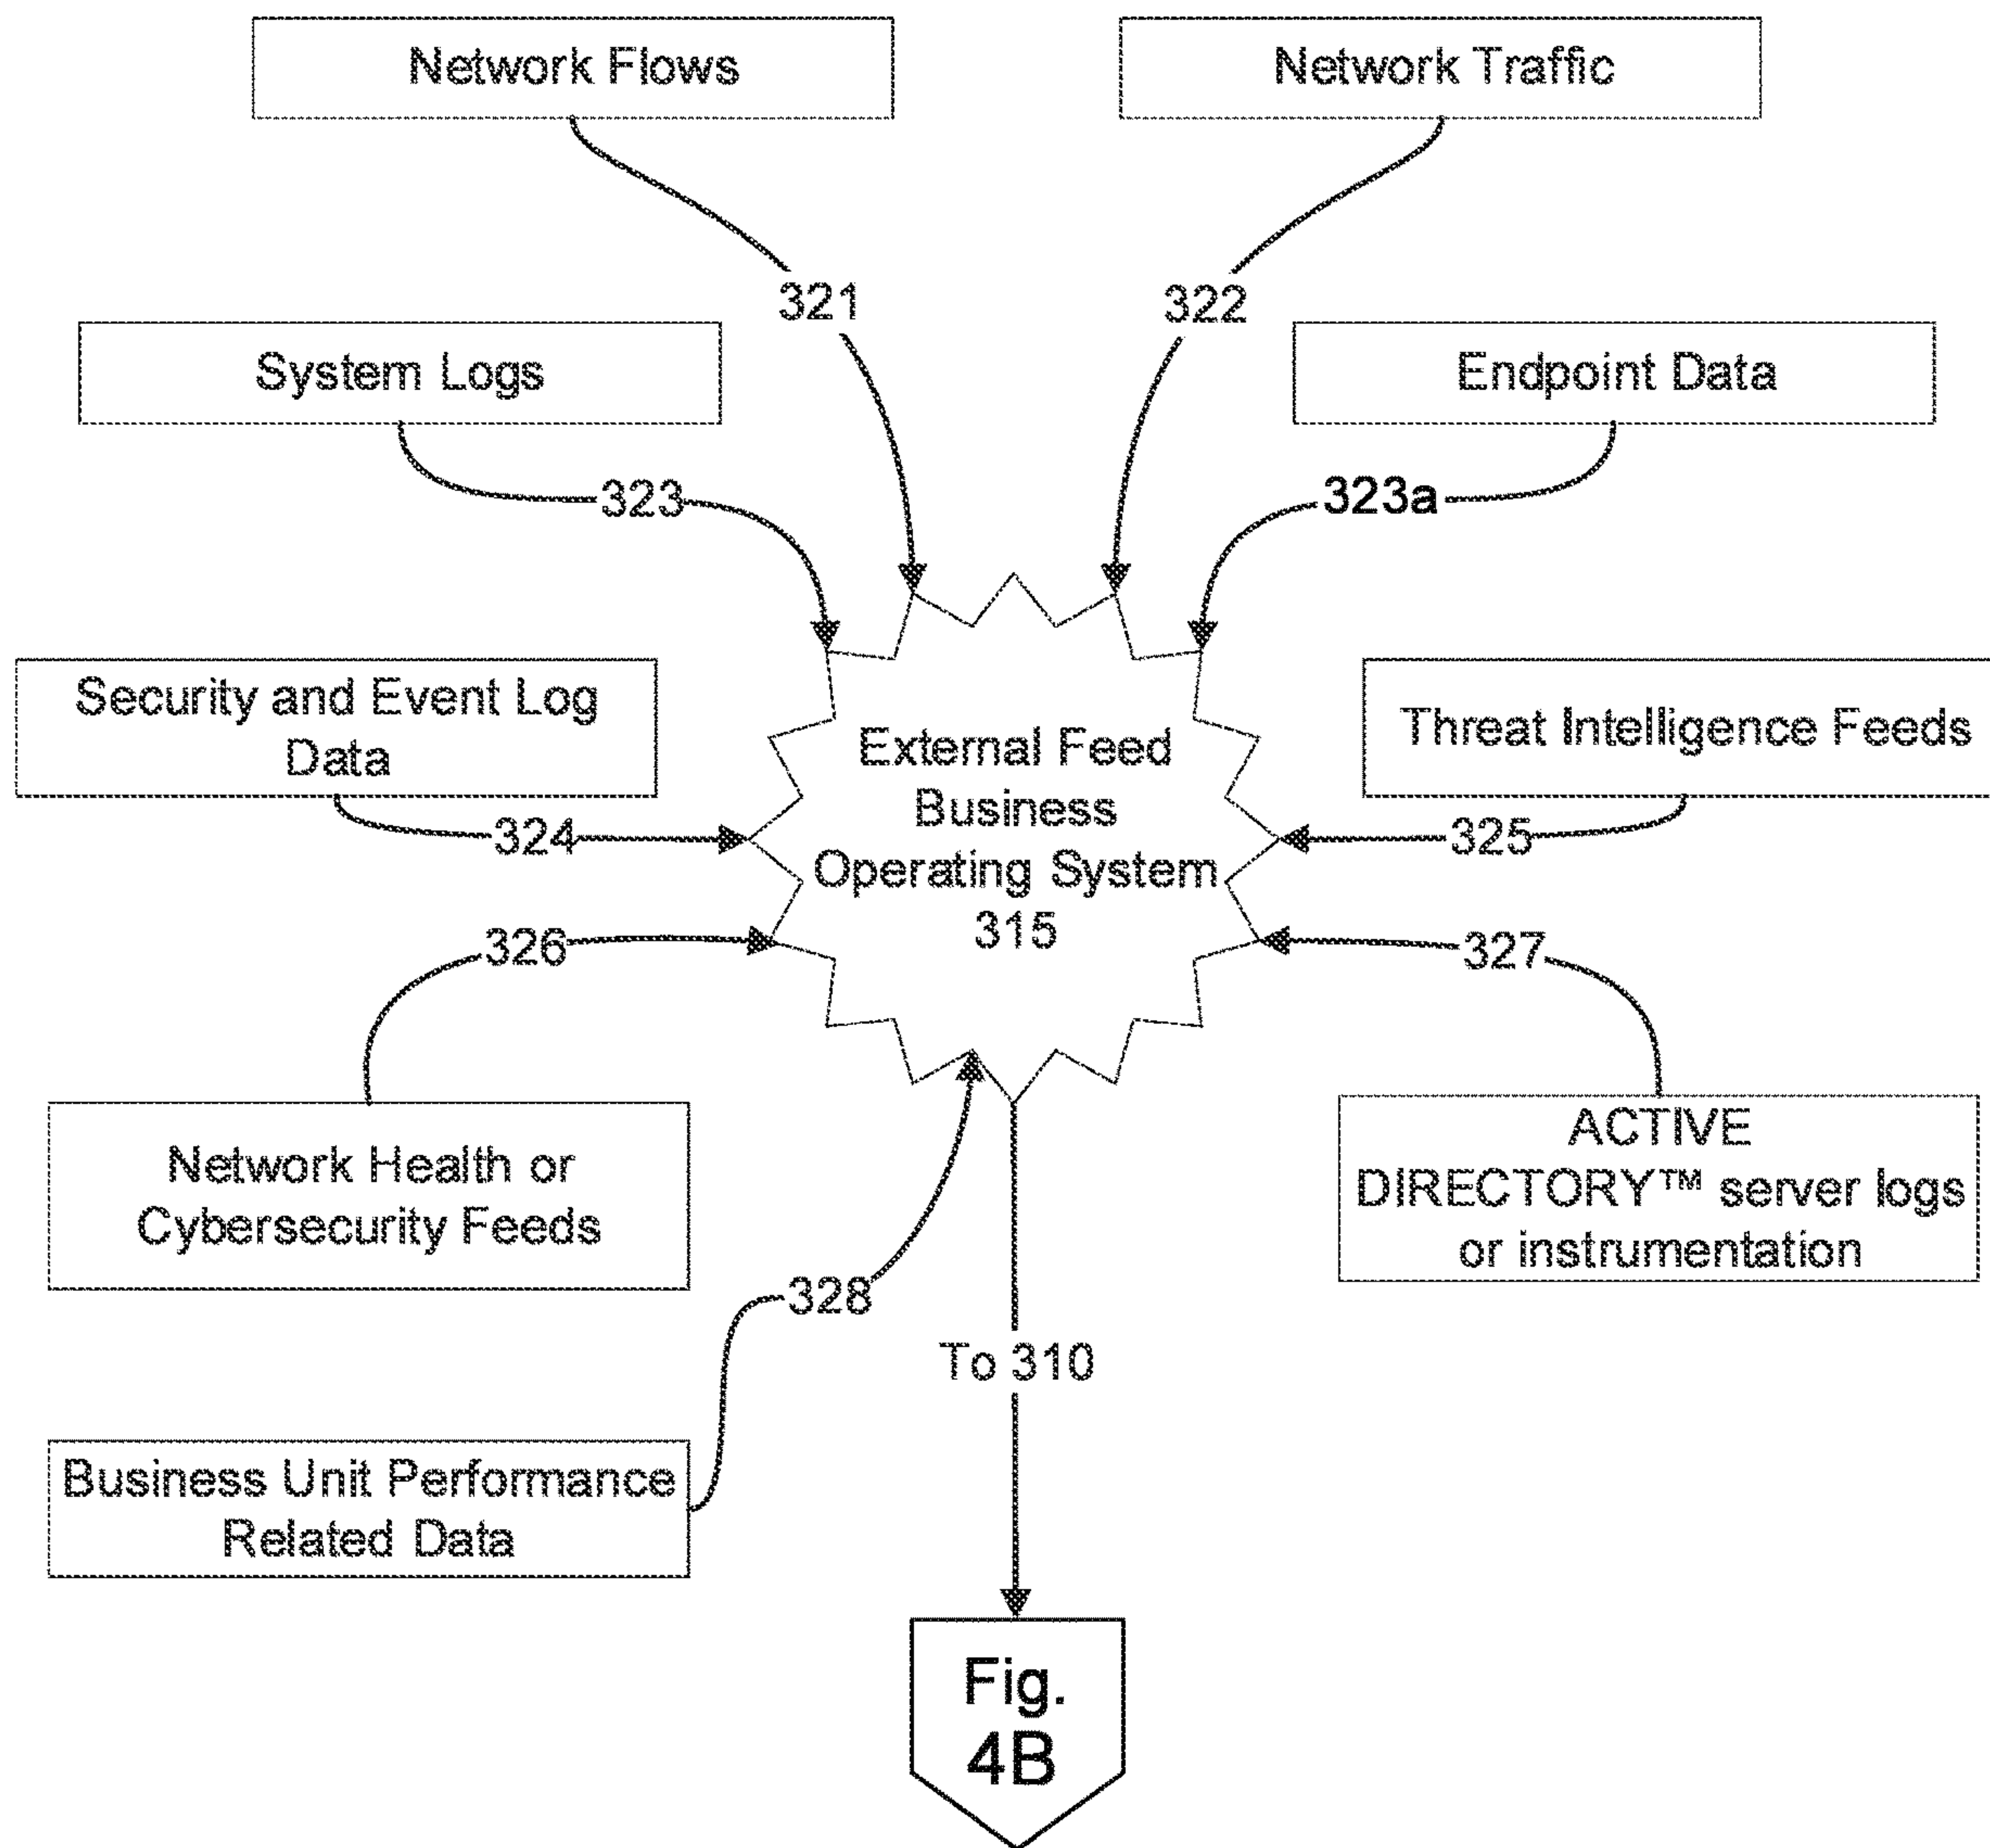 Network Flows
Network Traffic
321
322
System Logs
Endpoint Data
323
323a
Security and Event Log
Data
External Feed
Business
Operating System
315
Threat Intelligence Feeds
324
325
326
327
Network Health or
Cybersecurity Feeds
ACTIVE
DIRECTORY™ server logs
or instrumentation
328
To 310
Business Unit Performance
Related Data
Fig.
4B